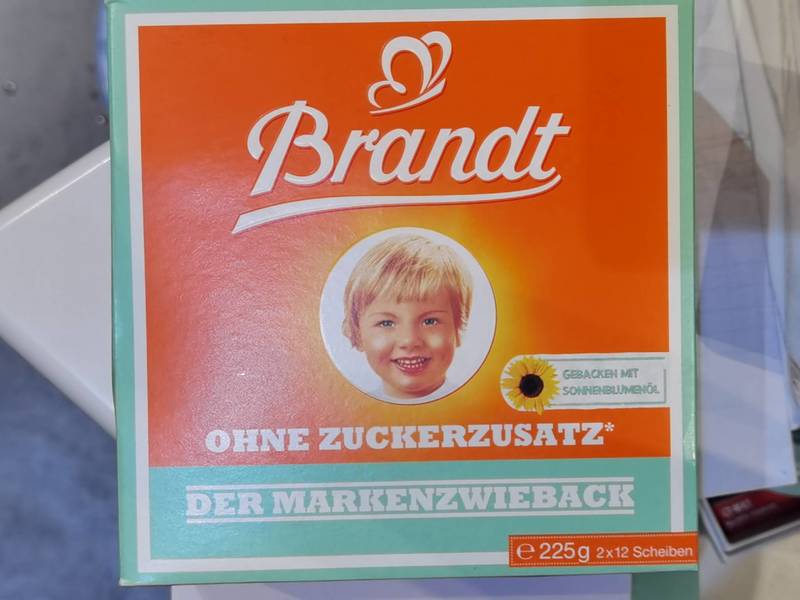 Brandt
GEBACKEN MIT
SONNENBLUMENÖL
OHNE ZUCKERZUSATZ*
DER MARKENZWIEBACK
e 225g 2x12 Scheiben